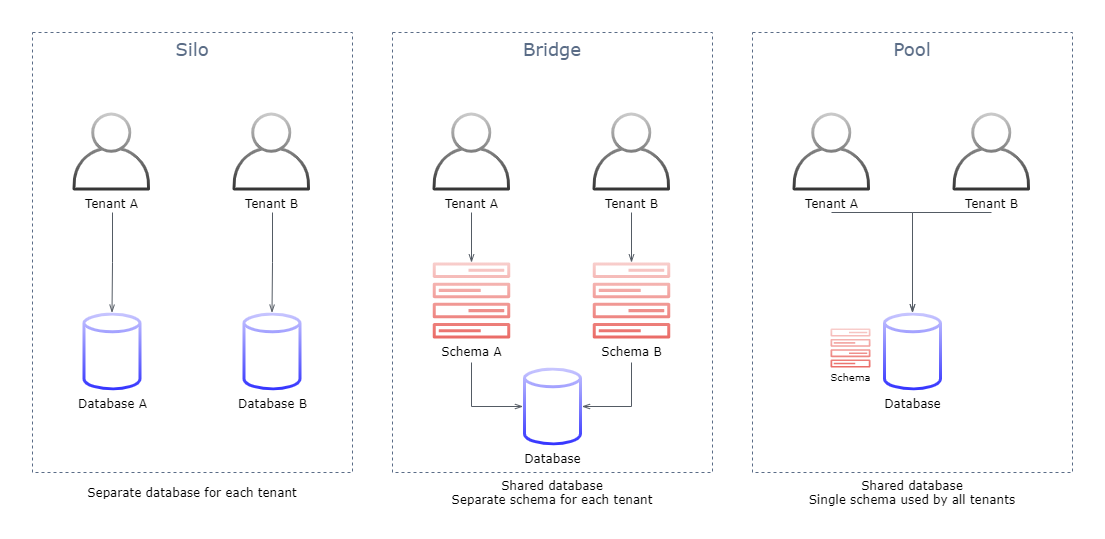 Silo
Tenant A
Tenant B
Database A
Database B
Separate database for each tenant
Bridge
Tenant A
Tenant B
Schema A
Schema B
Database
Shared database
Separate schema for each tenant
Pool
Tenant A
Tenant B
Schema
Database
Shared database
Single schema used by all tenants